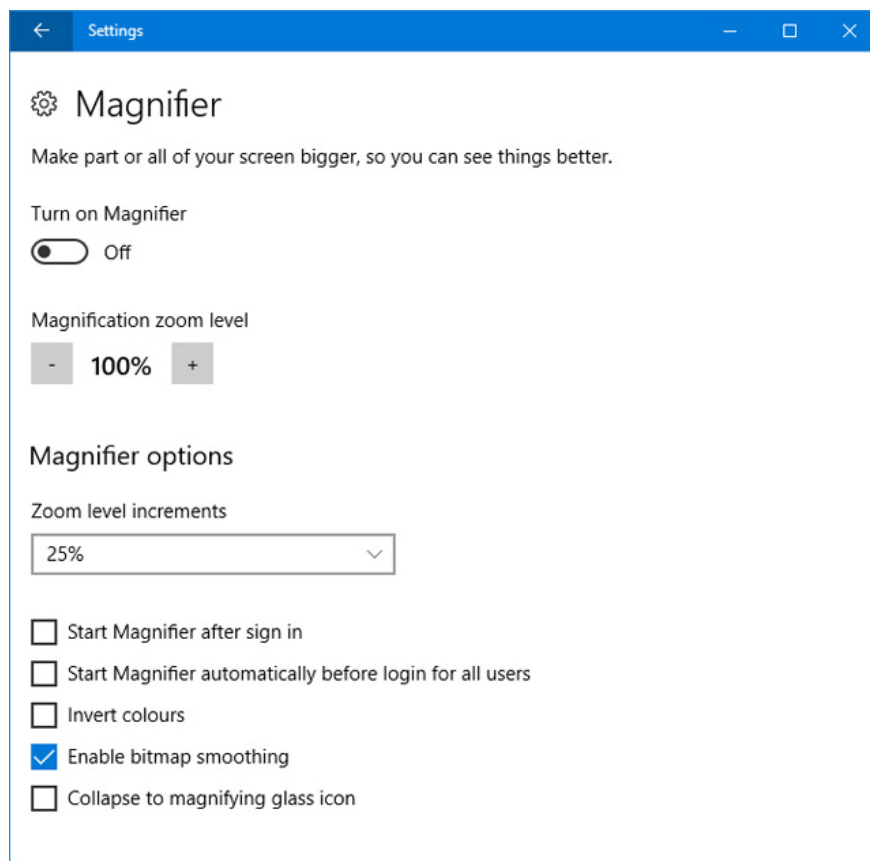 Settings
Magnifier
Make part or all of your screen bigger, so you can see things better.
Turn on Magnifier
Off
Magnification zoom level
- 100% +
Magnifier options
Zoom level increments
25%
Start Magnifier after sign in
Start Magnifier automatically before login for all users
Invert colours
Enable bitmap smoothing
Collapse to magnifying glass icon